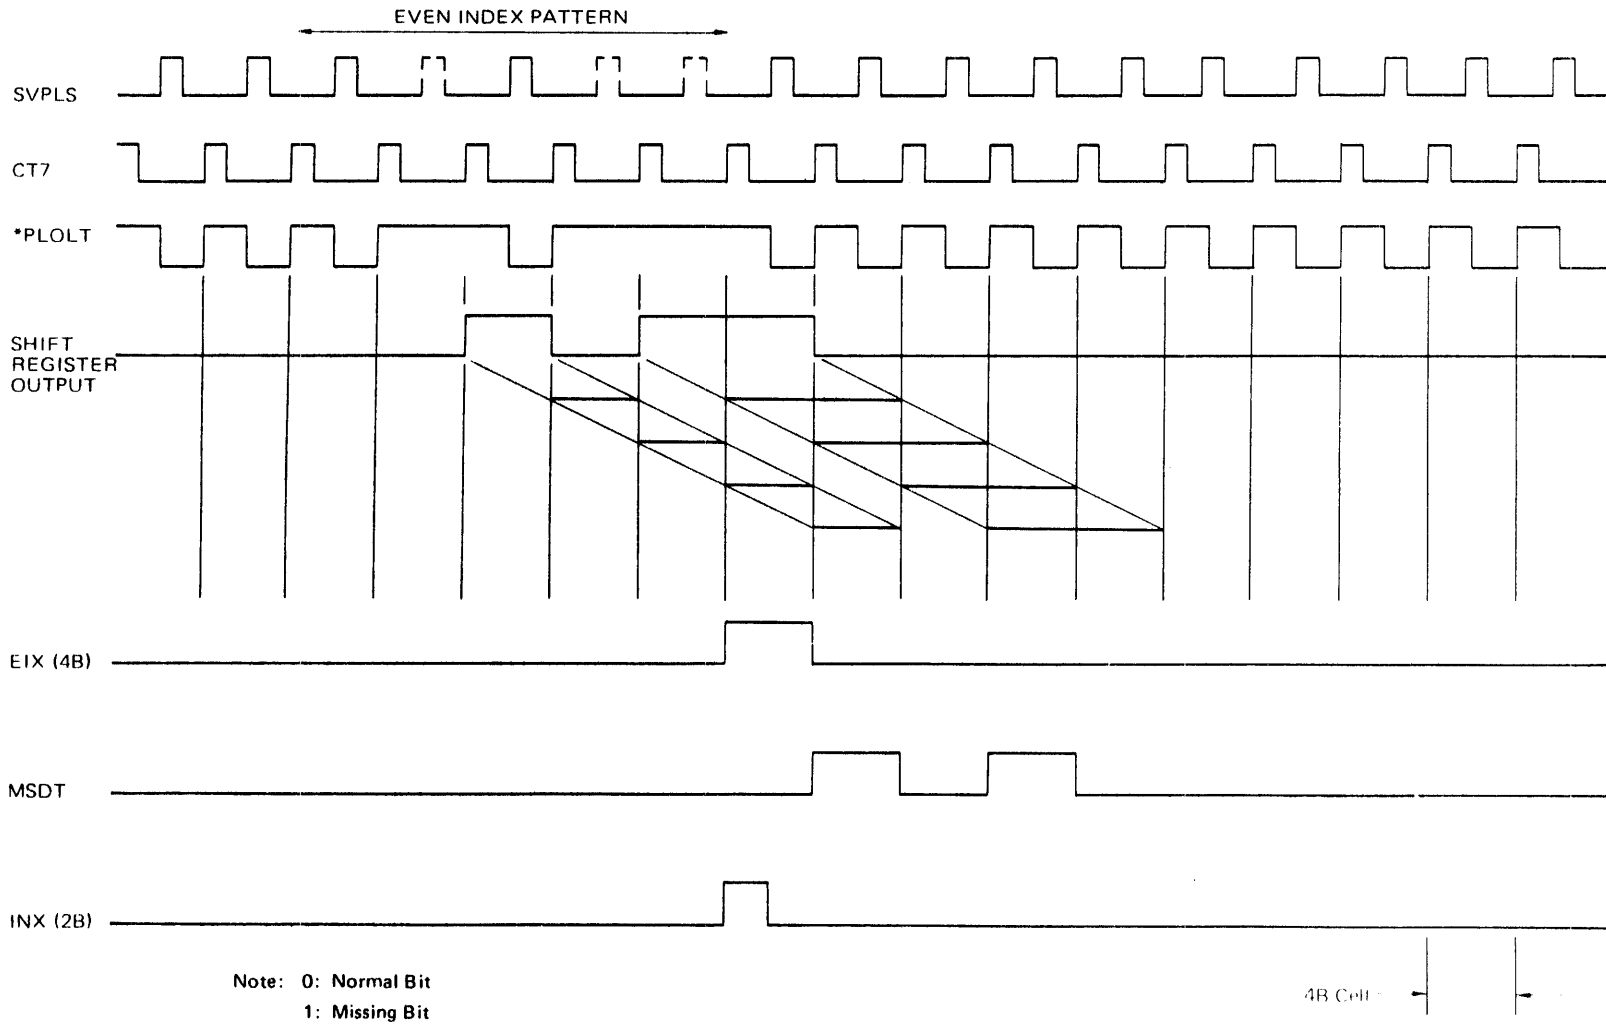 EVEN INDEX PATTERN
SVPLS
CT7
*PLOLT
SHIFT
REGISTER
OUTPUT
EIX (4B)
MSDT
INX (2B)
Note: 0: Normal Bit
1: Missing Bit
4B Cell